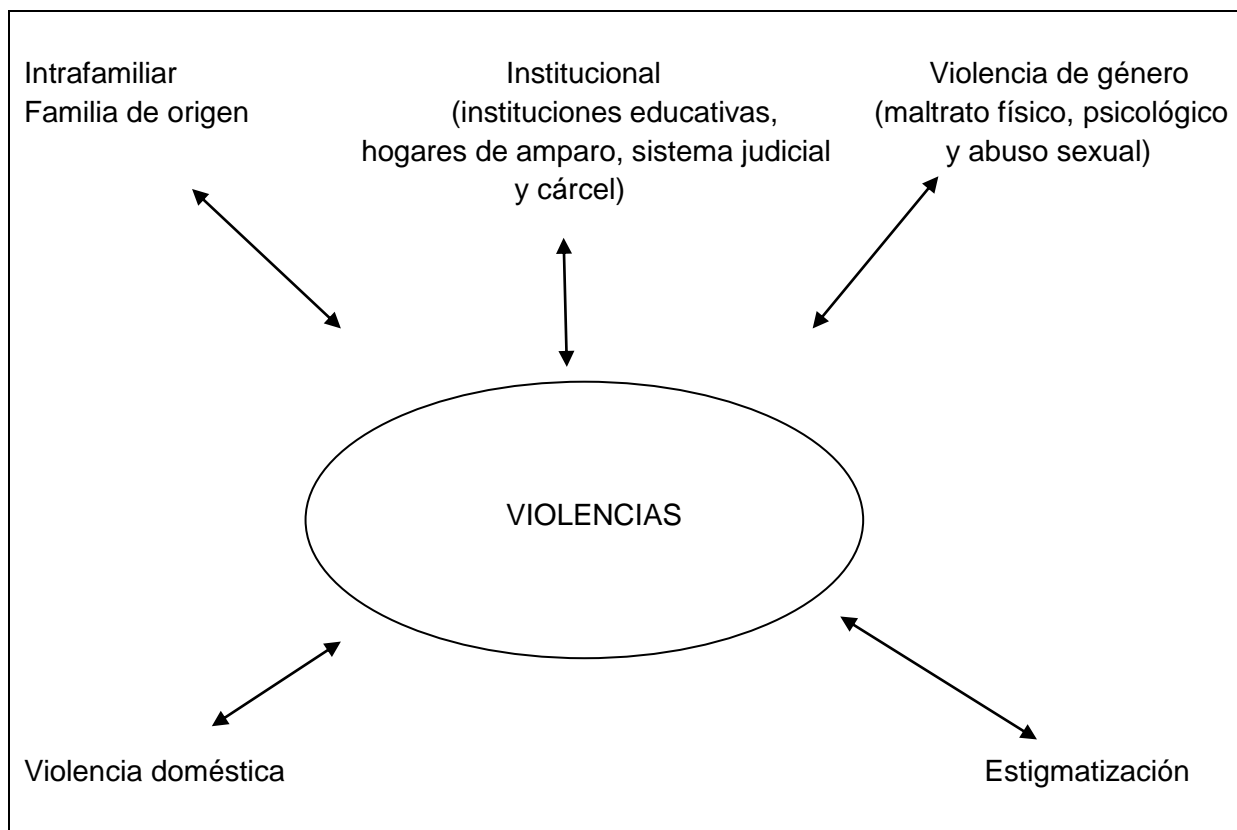 Intrafamiliar
Familia de origen
Institucional
(instituciones educativas,
hogares de amparo, sistema judicial
y cárcel)
Violencia de género
(maltrato físico, psicológico
y abuso sexual)
VIOLENCIAS
Violencia doméstica
Estigmatización